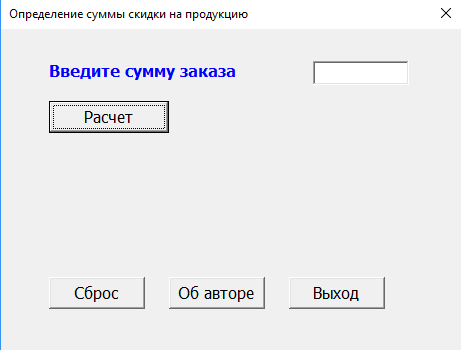 Определение суммы скидки на продукцию
Введите сумму заказа
Расчет
Сброс
Об авторе
Выход